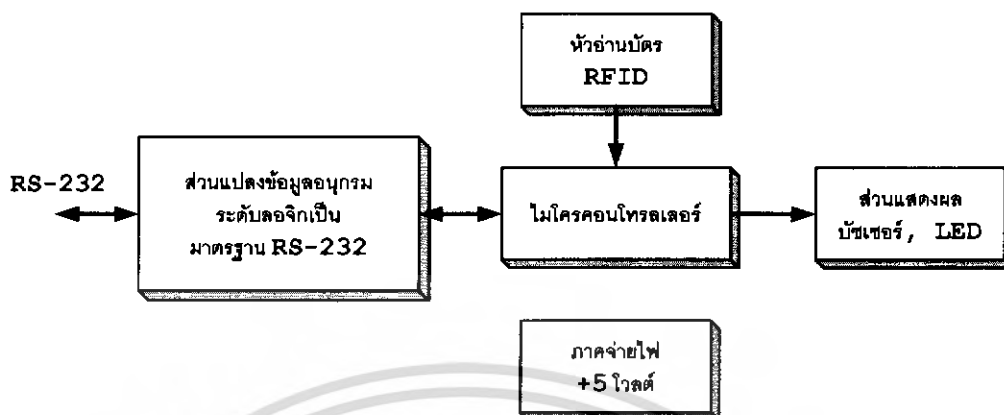 หัวอ่านบัตร
RFID
RS-232
ส่วนแปลงข้อมูลอนุกรม
ระดับลอจิกเป็น
มาตรฐาน RS-232
ไมโครคอนโทรลเลอร์
ส่วนแสดงผล
บัซเซอร์, LED
ภาคจ่ายไฟ
+5 โวลต์